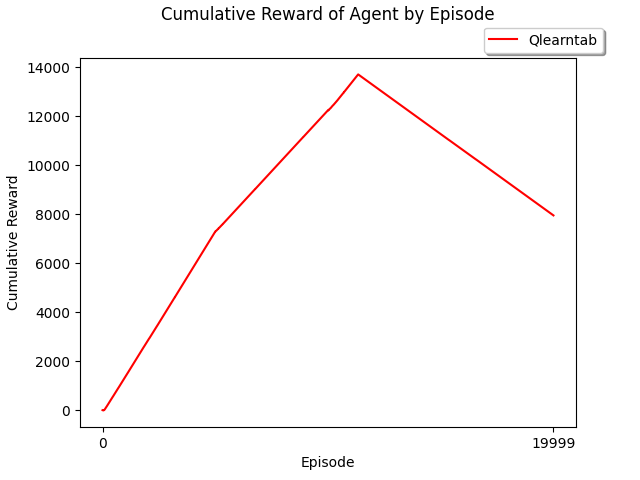 Cumulative Reward of Agent by Episode
Qlearntab
14000
12000
10000
8000
6000
4000
2000
0
Cumulative Reward
0
19999
Episode